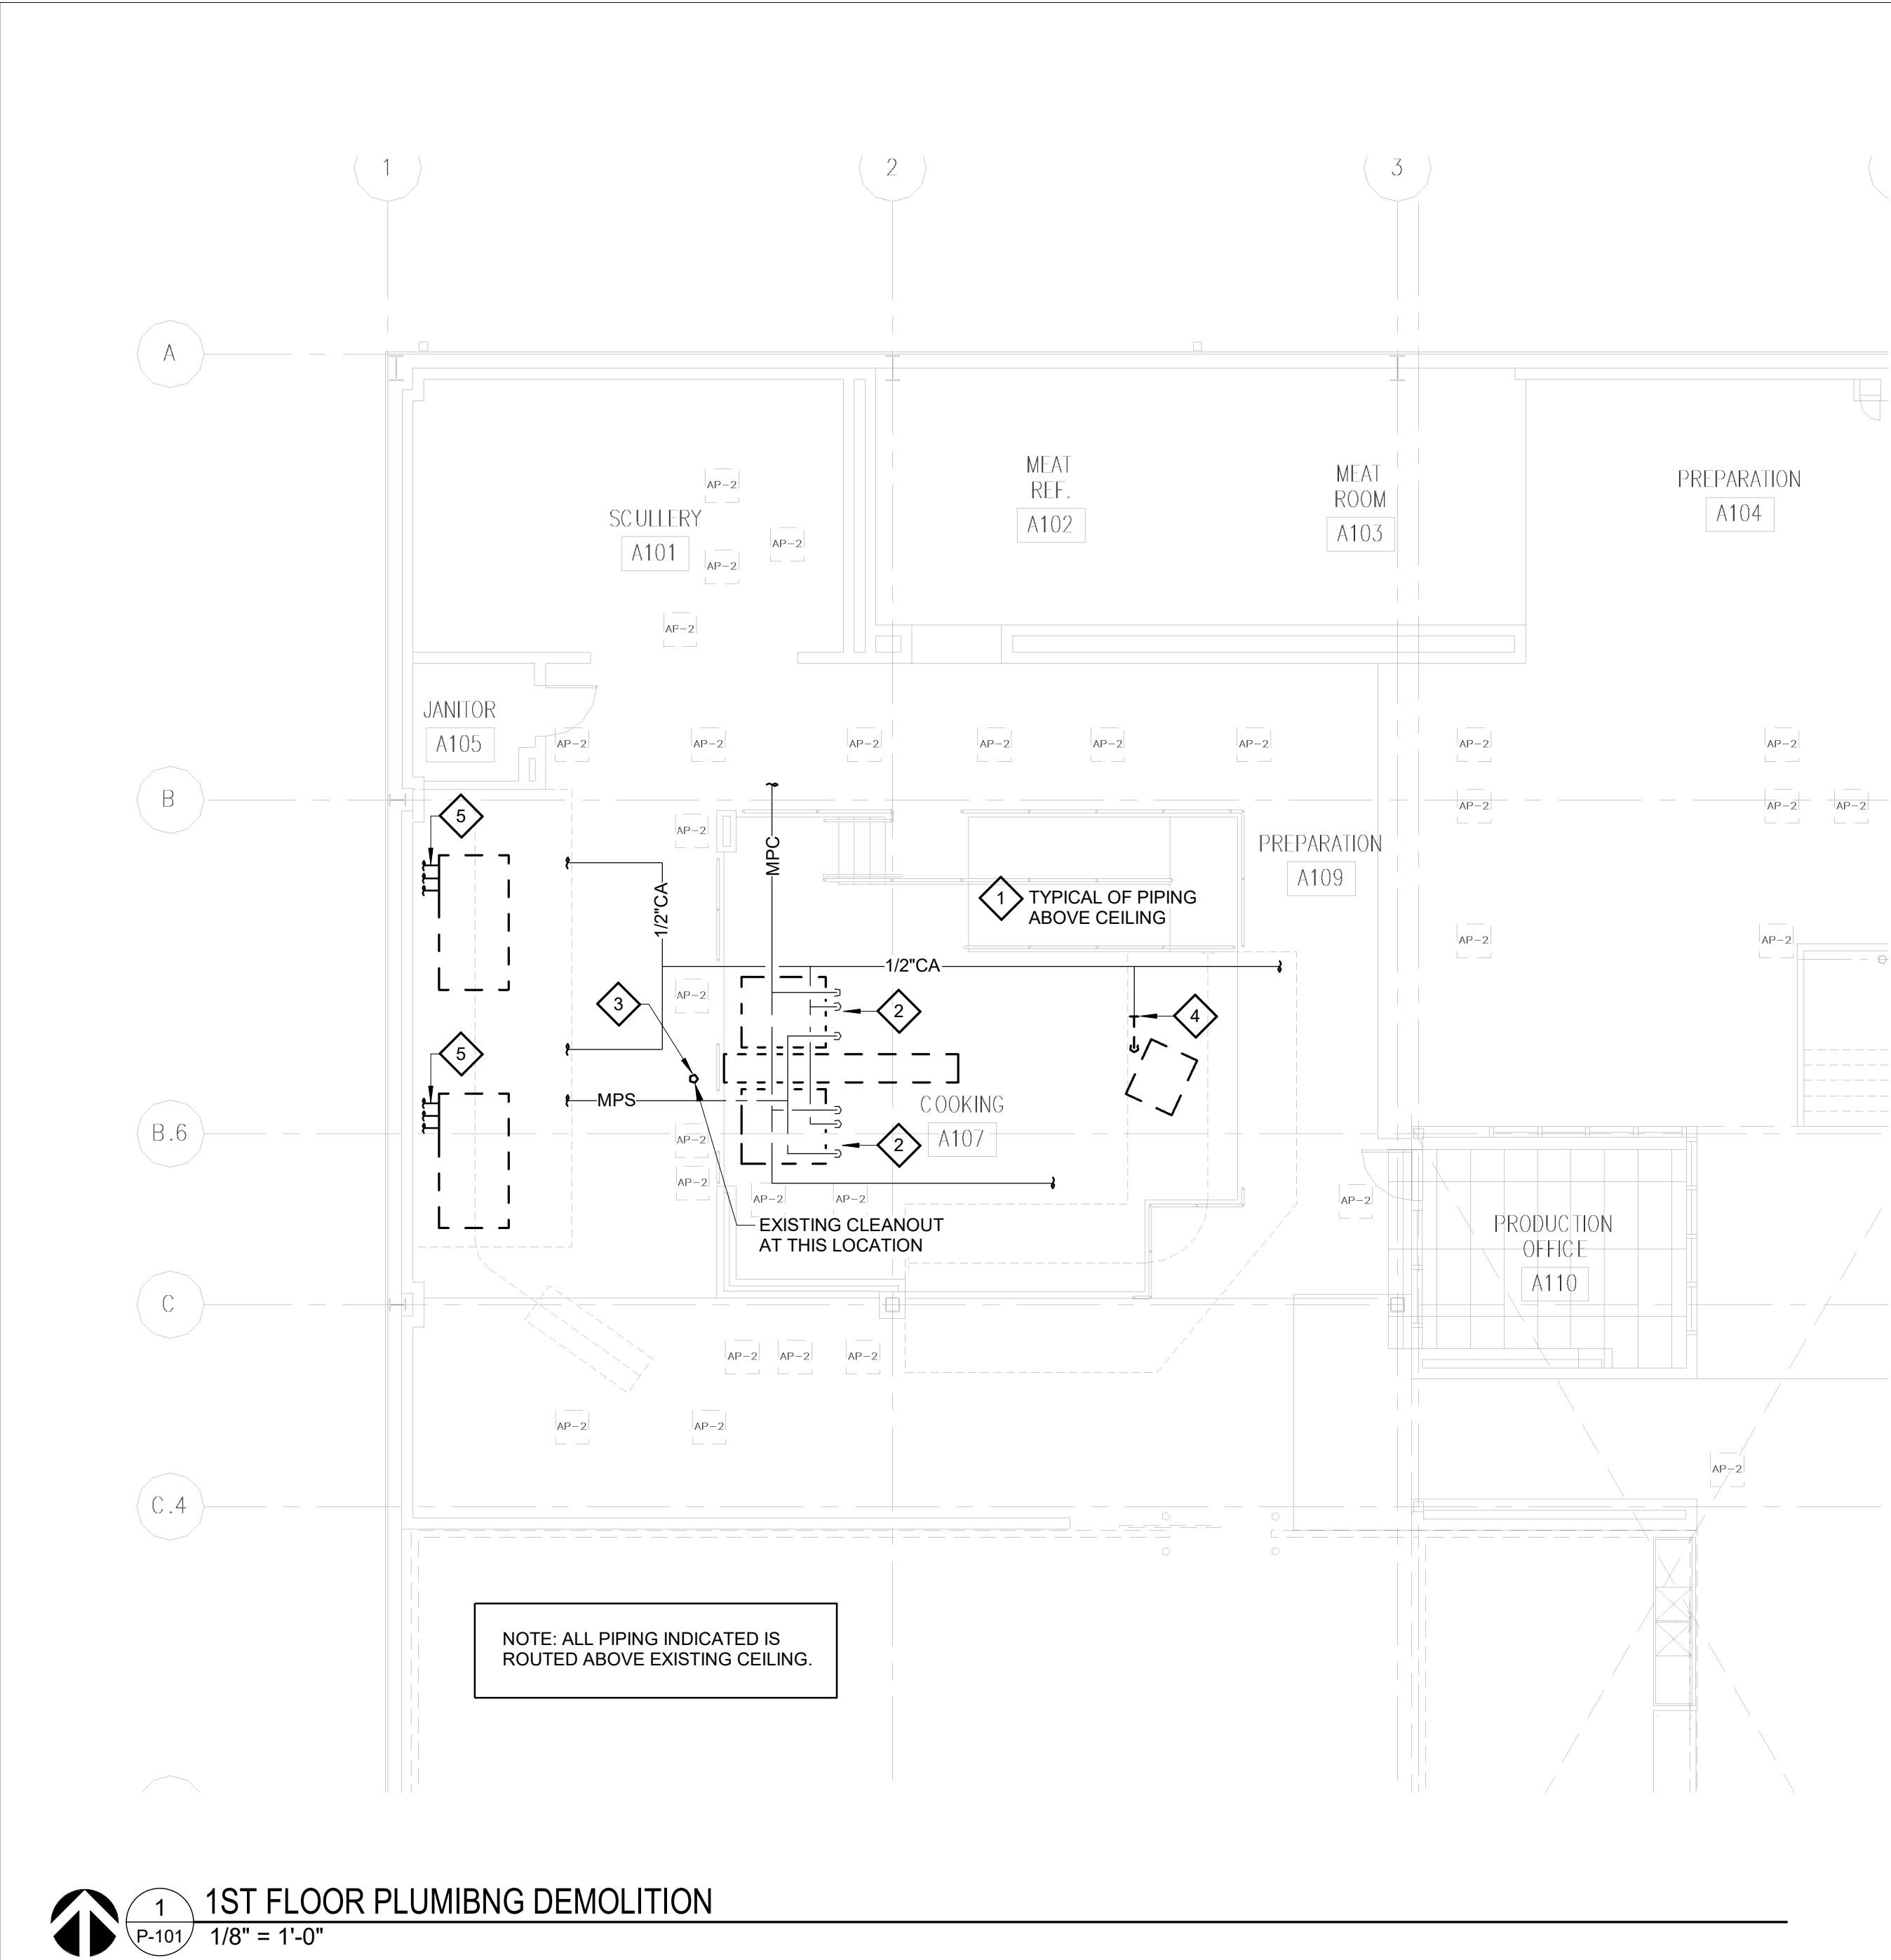 1
2
3
A
MEAT
REF.
A102
MEAT
ROOM
A103
PREPARATION
A104
AP-2
SCULLERY
A101
AP-2
AP-2
AP-2
JANITOR
A105
AP-2
AP-2
AP-2
AP-2
AP-2
AP-2
AP-2
AP-2
B
AP-2
AP-2
AP-2
5
AP-2
MPC
PREPARATION
A109
1/2"CA
1
TYPICAL OF PIPING
ABOVE CEILING
AP-2
AP-2
1/2"CA
3
AP-2
2
4
5
MPS
COOKING
A107
B.6
AP-2
2
AP-2
AP-2
AP-2
AP-2
EXISTING CLEANOUT
AT THIS LOCATION
PRODUCTION
OFFICE
A110
C
AP-2
AP-2
AP-2
AP-2
AP-2
AP-2
C.4
NOTE: ALL PIPING INDICATED IS
ROUTED ABOVE EXISTING CEILING.
1
P-101
1ST FLOOR PLUMIBNG DEMOLITION
1/8" = 1'-0"